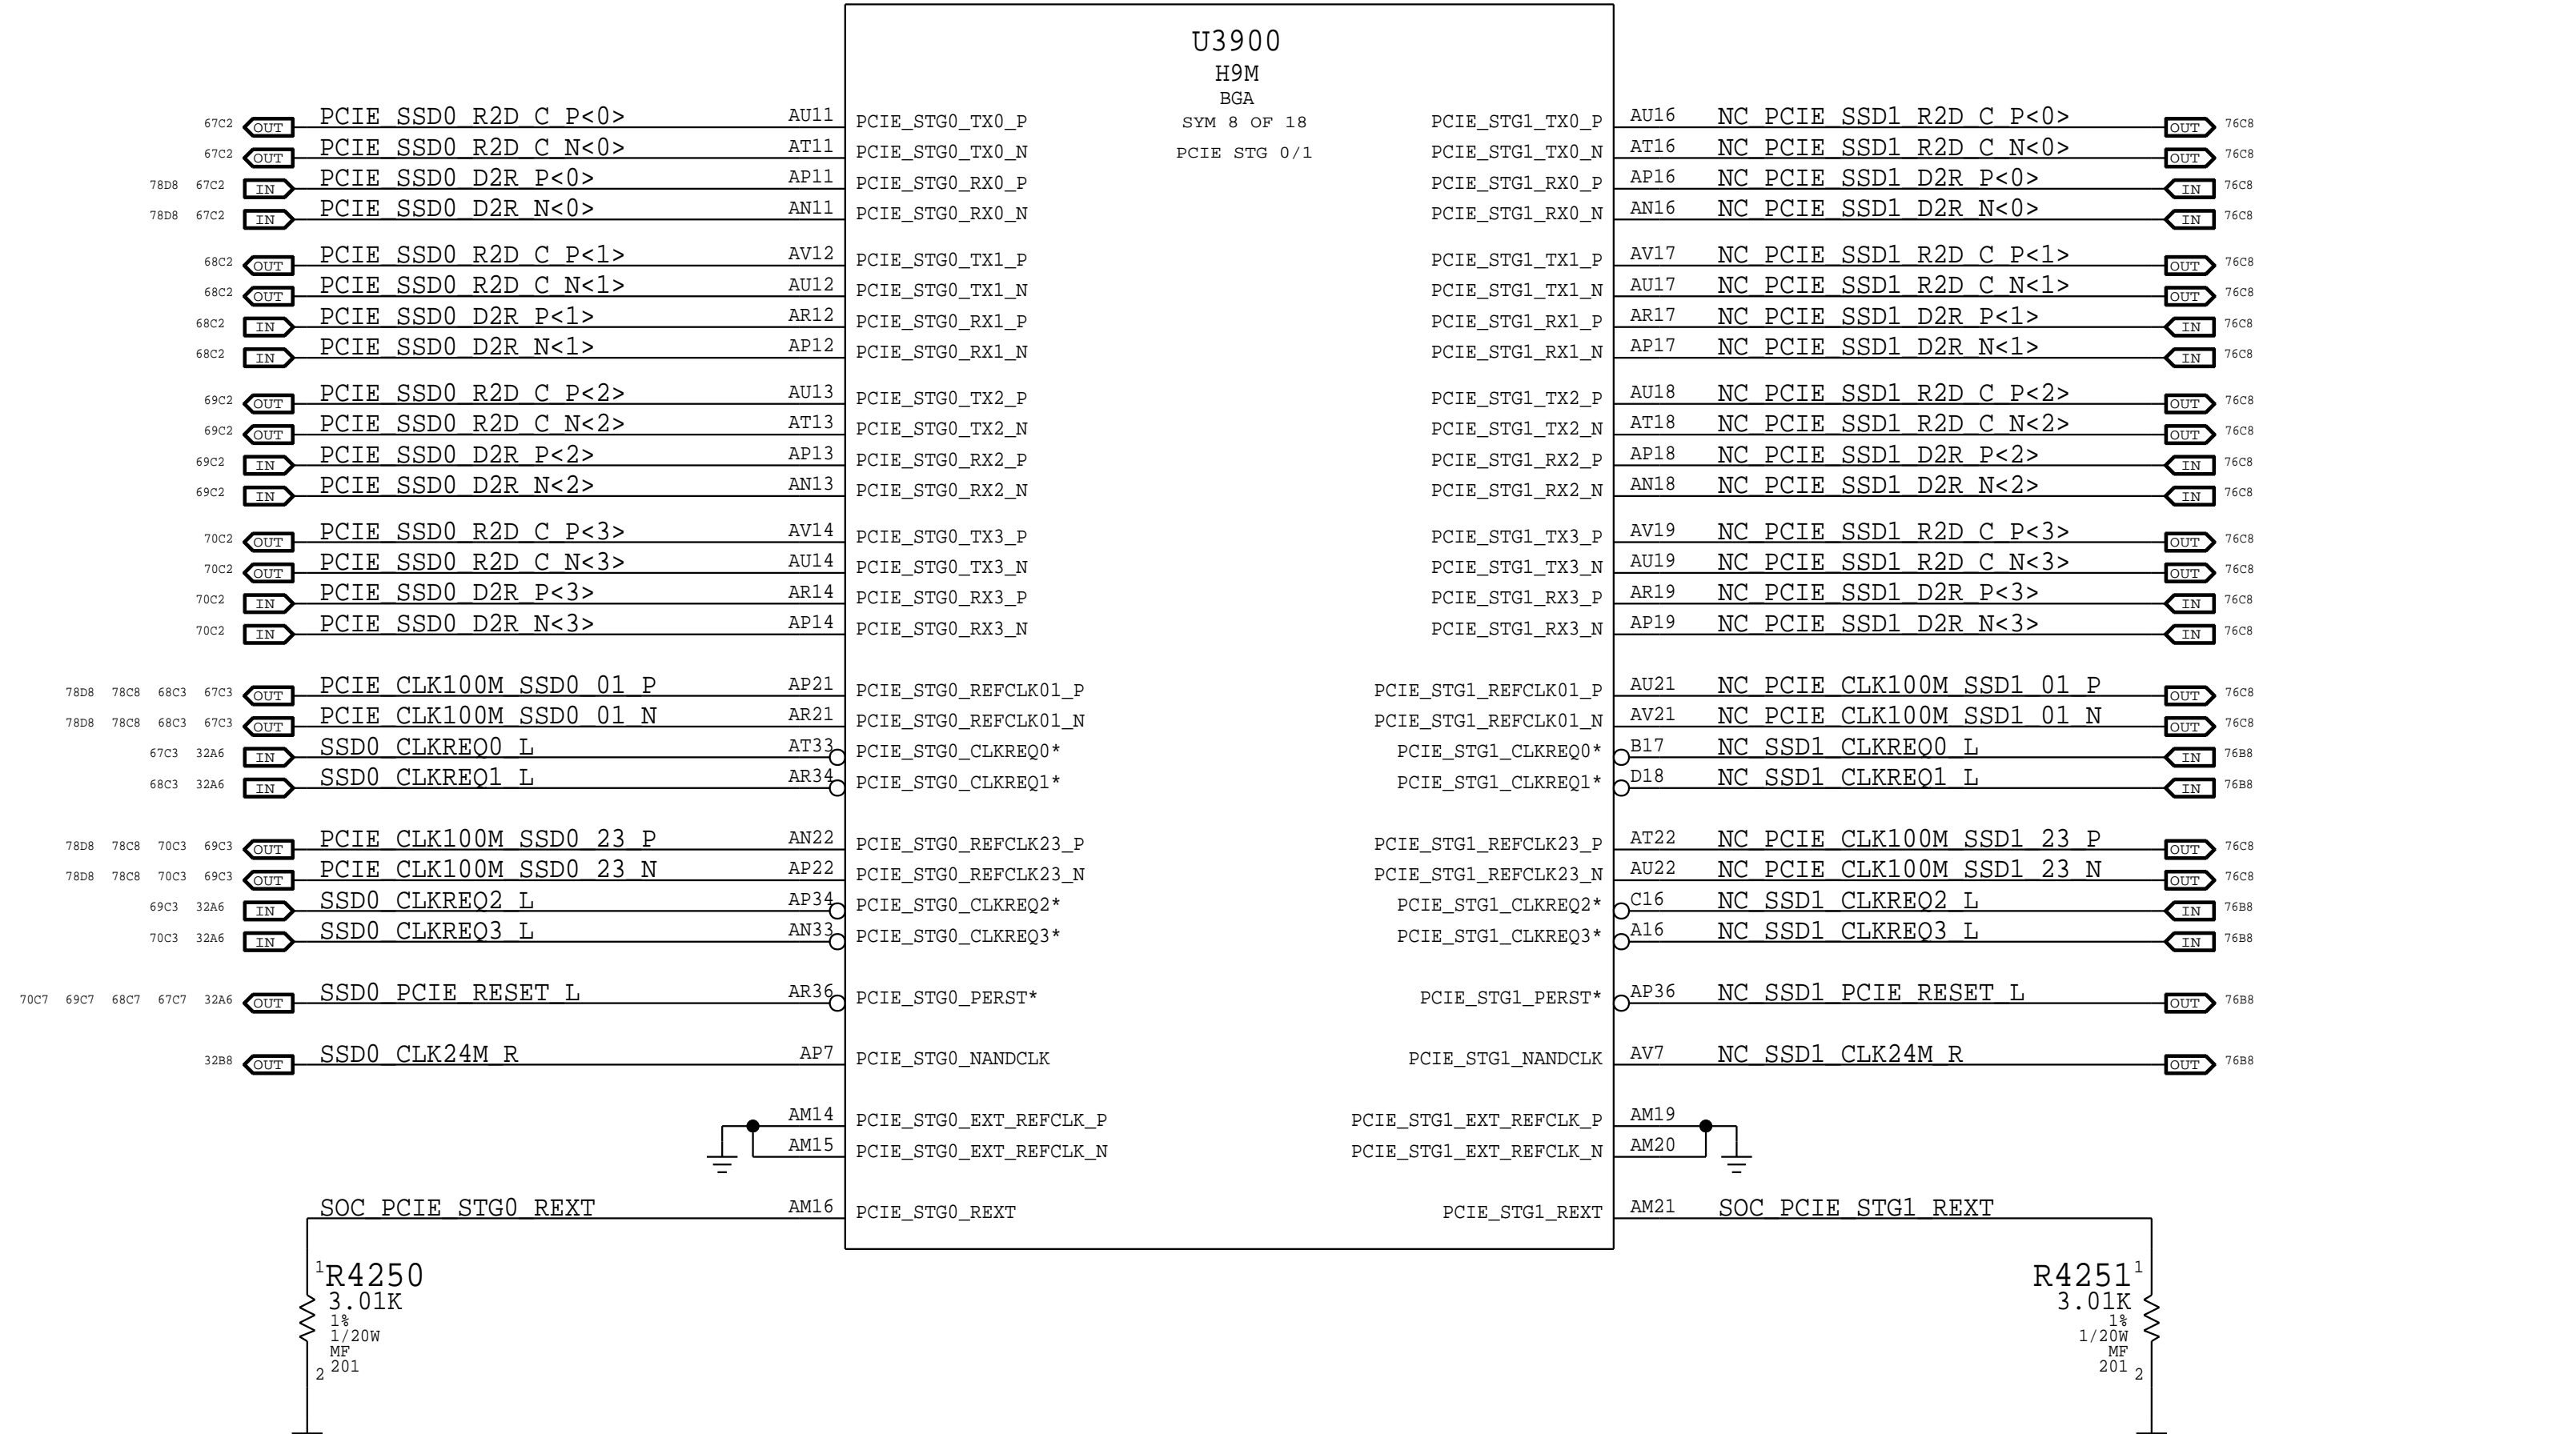 U3900
H9M
BGA
SYM 8 OF 18
PCIE STG 0/1
67C2 OUT PCIE_SSD0_R2D_C_P<0> AU11 PCIE_STG0_TX0_P PCIE_STG1_TX0_P AU16 NC_PCIE_SSD1_R2D_C_P<0> OUT 76C8
67C2 OUT PCIE_SSD0_R2D_C_N<0> AT11 PCIE_STG0_TX0_N PCIE_STG1_TX0_N AT16 NC_PCIE_SSD1_R2D_C_N<0> OUT 76C8
78D8 67C2 IN PCIE_SSD0_D2R_P<0> AP11 PCIE_STG0_RX0_P PCIE_STG1_RX0_P AP16 NC_PCIE_SSD1_D2R_P<0> IN 76C8
78D8 67C2 IN PCIE_SSD0_D2R_N<0> AN11 PCIE_STG0_RX0_N PCIE_STG1_RX0_N AN16 NC_PCIE_SSD1_D2R_N<0> IN 76C8
68C2 OUT PCIE_SSD0_R2D_C_P<1> AV12 PCIE_STG0_TX1_P PCIE_STG1_TX1_P AV17 NC_PCIE_SSD1_R2D_C_P<1> OUT 76C8
68C2 OUT PCIE_SSD0_R2D_C_N<1> AU12 PCIE_STG0_TX1_N PCIE_STG1_TX1_N AU17 NC_PCIE_SSD1_R2D_C_N<1> OUT 76C8
68C2 IN PCIE_SSD0_D2R_P<1> AR12 PCIE_STG0_RX1_P PCIE_STG1_RX1_P AR17 NC_PCIE_SSD1_D2R_P<1> IN 76C8
68C2 IN PCIE_SSD0_D2R_N<1> AP12 PCIE_STG0_RX1_N PCIE_STG1_RX1_N AP17 NC_PCIE_SSD1_D2R_N<1> IN 76C8
69C2 OUT PCIE_SSD0_R2D_C_P<2> AU13 PCIE_STG0_TX2_P PCIE_STG1_TX2_P AU18 NC_PCIE_SSD1_R2D_C_P<2> OUT 76C8
69C2 OUT PCIE_SSD0_R2D_C_N<2> AT13 PCIE_STG0_TX2_N PCIE_STG1_TX2_N AT18 NC_PCIE_SSD1_R2D_C_N<2> OUT 76C8
69C2 IN PCIE_SSD0_D2R_P<2> AP13 PCIE_STG0_RX2_P PCIE_STG1_RX2_P AP18 NC_PCIE_SSD1_D2R_P<2> IN 76C8
69C2 IN PCIE_SSD0_D2R_N<2> AN13 PCIE_STG0_RX2_N PCIE_STG1_RX2_N AN18 NC_PCIE_SSD1_D2R_N<2> IN 76C8
70C2 OUT PCIE_SSD0_R2D_C_P<3> AV14 PCIE_STG0_TX3_P PCIE_STG1_TX3_P AV19 NC_PCIE_SSD1_R2D_C_P<3> OUT 76C8
70C2 OUT PCIE_SSD0_R2D_C_N<3> AU14 PCIE_STG0_TX3_N PCIE_STG1_TX3_N AU19 NC_PCIE_SSD1_R2D_C_N<3> OUT 76C8
70C2 IN PCIE_SSD0_D2R_P<3> AR14 PCIE_STG0_RX3_P PCIE_STG1_RX3_P AR19 NC_PCIE_SSD1_D2R_P<3> IN 76C8
70C2 IN PCIE_SSD0_D2R_N<3> AP14 PCIE_STG0_RX3_N PCIE_STG1_RX3_N AP19 NC_PCIE_SSD1_D2R_N<3> IN 76C8
78D8 78C8 68C3 67C3 OUT PCIE_CLK100M_SSD0_01_P AP21 PCIE_STG0_REFCLK01_P PCIE_STG1_REFCLK01_P AU21 NC_PCIE_CLK100M_SSD1_01_P OUT 76C8
78D8 78C8 68C3 67C3 OUT PCIE_CLK100M_SSD0_01_N AR21 PCIE_STG0_REFCLK01_N PCIE_STG1_REFCLK01_N AV21 NC_PCIE_CLK100M_SSD1_01_N OUT 76C8
67C3 32A6 IN SSD0_CLKREQ0_L AT33 PCIE_STG0_CLKREQ0* PCIE_STG1_CLKREQ0* B17 NC_SSD1_CLKREQ0_L IN 76B8
68C3 32A6 IN SSD0_CLKREQ1_L AR34 PCIE_STG0_CLKREQ1* PCIE_STG1_CLKREQ1* D18 NC_SSD1_CLKREQ1_L IN 76B8
78D8 78C8 70C3 69C3 OUT PCIE_CLK100M_SSD0_23_P AN22 PCIE_STG0_REFCLK23_P PCIE_STG1_REFCLK23_P AT22 NC_PCIE_CLK100M_SSD1_23_P OUT 76C8
78D8 78C8 70C3 69C3 OUT PCIE_CLK100M_SSD0_23_N AP22 PCIE_STG0_REFCLK23_N PCIE_STG1_REFCLK23_N AU22 NC_PCIE_CLK100M_SSD1_23_N OUT 76C8
69C3 32A6 IN SSD0_CLKREQ2_L AP34 PCIE_STG0_CLKREQ2* PCIE_STG1_CLKREQ2* C16 NC_SSD1_CLKREQ2_L IN 76B8
70C3 32A6 IN SSD0_CLKREQ3_L AN33 PCIE_STG0_CLKREQ3* PCIE_STG1_CLKREQ3* A16 NC_SSD1_CLKREQ3_L IN 76B8
70C7 69C7 68C7 67C7 32A6 OUT SSD0_PCIE_RESET_L AR36 PCIE_STG0_PERST* PCIE_STG1_PERST* AP36 NC_SSD1_PCIE_RESET_L OUT 76B8
32B8 OUT SSD0_CLK24M_R AP7 PCIE_STG0_NANDCLK PCIE_STG1_NANDCLK AV7 NC_SSD1_CLK24M_R OUT 76B8
AM14 PCIE_STG0_EXT_REFCLK_P PCIE_STG1_EXT_REFCLK_P AM19
AM15 PCIE_STG0_EXT_REFCLK_N PCIE_STG1_EXT_REFCLK_N AM20
SOC_PCIE_STG0_REXT AM16 PCIE_STG0_REXT PCIE_STG1_REXT AM21 SOC_PCIE_STG1_REXT
1 R4250
3.01K
1%
1/20W
MF
201
2
R4251 1
3.01K
1%
1/20W
MF
201
2